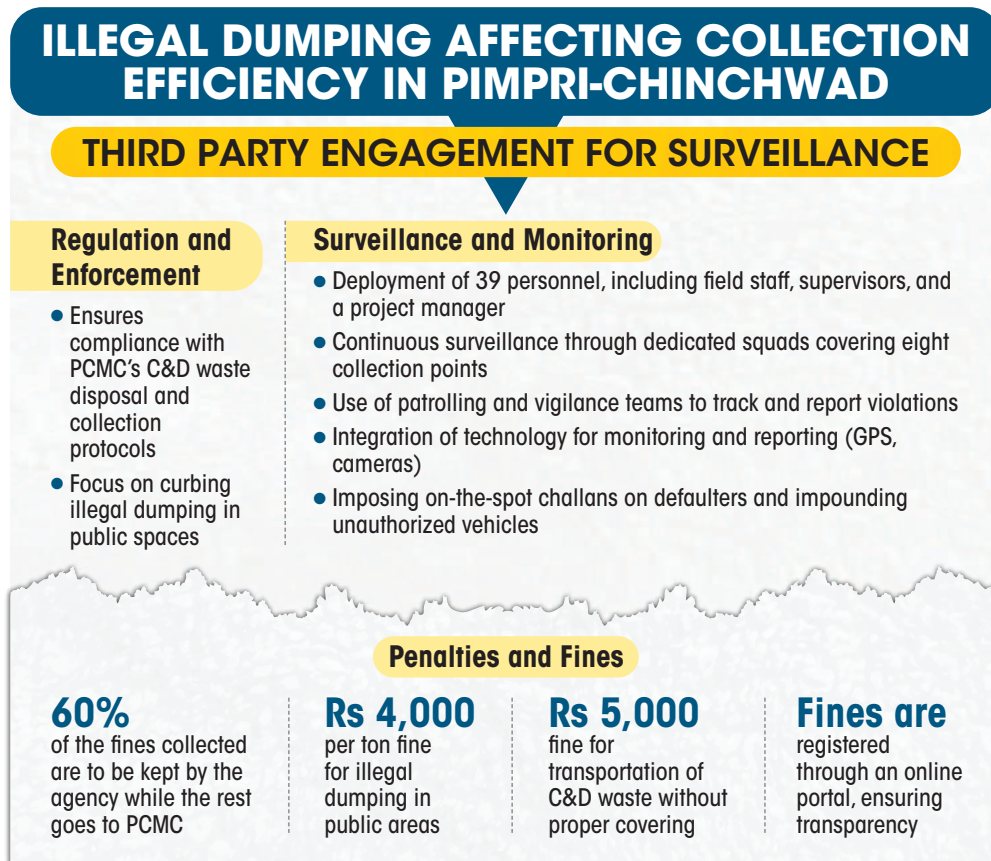 ILLEGAL DUMPING AFFECTING COLLECTION
EFFICIENCY IN PIMPRI-CHINCHWAD
THIRD PARTY ENGAGEMENT FOR SURVEILLANCE
Regulation and
Enforcement
• Ensures
compliance with
PCMC's C&D waste
disposal and
collection
protocols
• Focus on curbing
illegal dumping in
public spaces
Surveillance and Monitoring
• Deployment of 39 personnel, including field staff, supervisors, and
a project manager
• Continuous surveillance through dedicated squads covering eight
collection points
• Use of patrolling and vigilance teams to track and report violations
• Integration of technology for monitoring and reporting (GPS,
cameras)
• Imposing on-the-spot challans on defaulters and impounding
unauthorized vehicles
Penalties and Fines
60%
of the fines collected
are to be kept by the
agency while the rest
goes to PCMC
Rs 4,000
per ton fine
for illegal
dumping in
public areas
Rs 5,000
fine for
transportation of
C&D waste without
proper covering
Fines are
registered
through an online
portal, ensuring
transparency